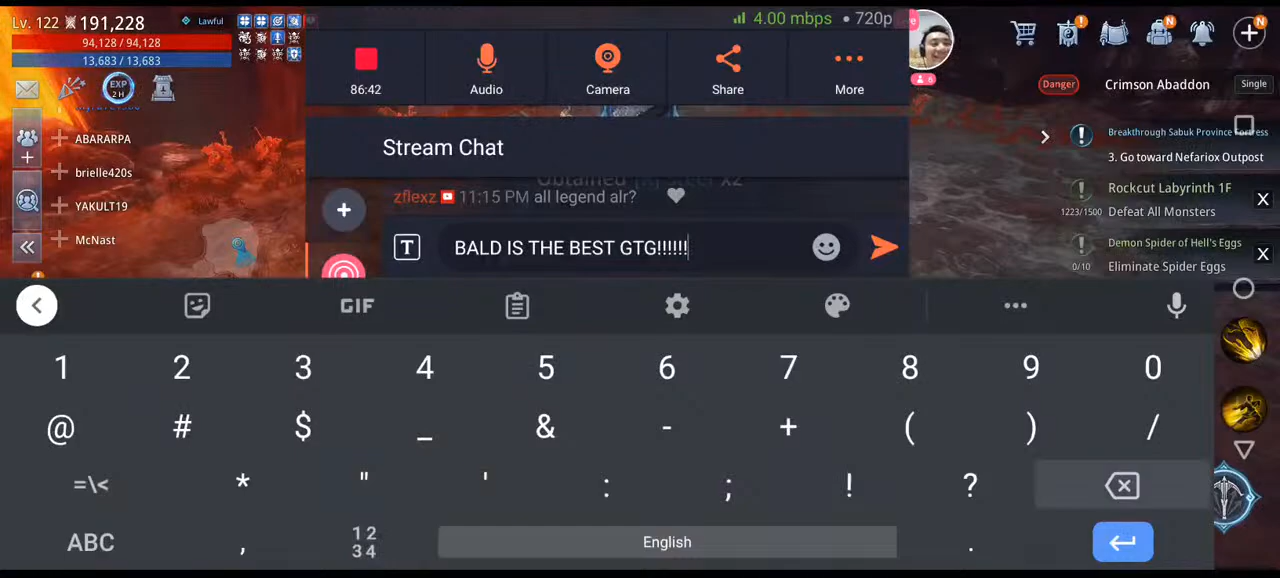 Lv. 122 191,228
Lawful
94,128 / 94,128
13,683 / 13,683
EXP
2 H
ABARARPA
brielle420s
YAKULT19
McNast
4.00 mbps • 720p
86:42
Audio
Camera
Share
More
Stream Chat
zflexz 11:15 PM all legend alr?
T
BALD IS THE BEST GTG!!!!!!
6
N
N
Danger
Crimson Abaddon
Single
Breakthrough Sabuk Province Fortress
3. Go toward Nefariox Outpost
Rockcut Labyrinth 1F
1223/1500
Defeat All Monsters
X
Demon Spider of Hell's Eggs
0/10
Eliminate Spider Eggs
X
GIF
1 2 3 4 5 6 7 8 9 0
@ # $ _ & - + ( ) /
=\< * " ' : ; ! ?
ABC , 12 34 English .